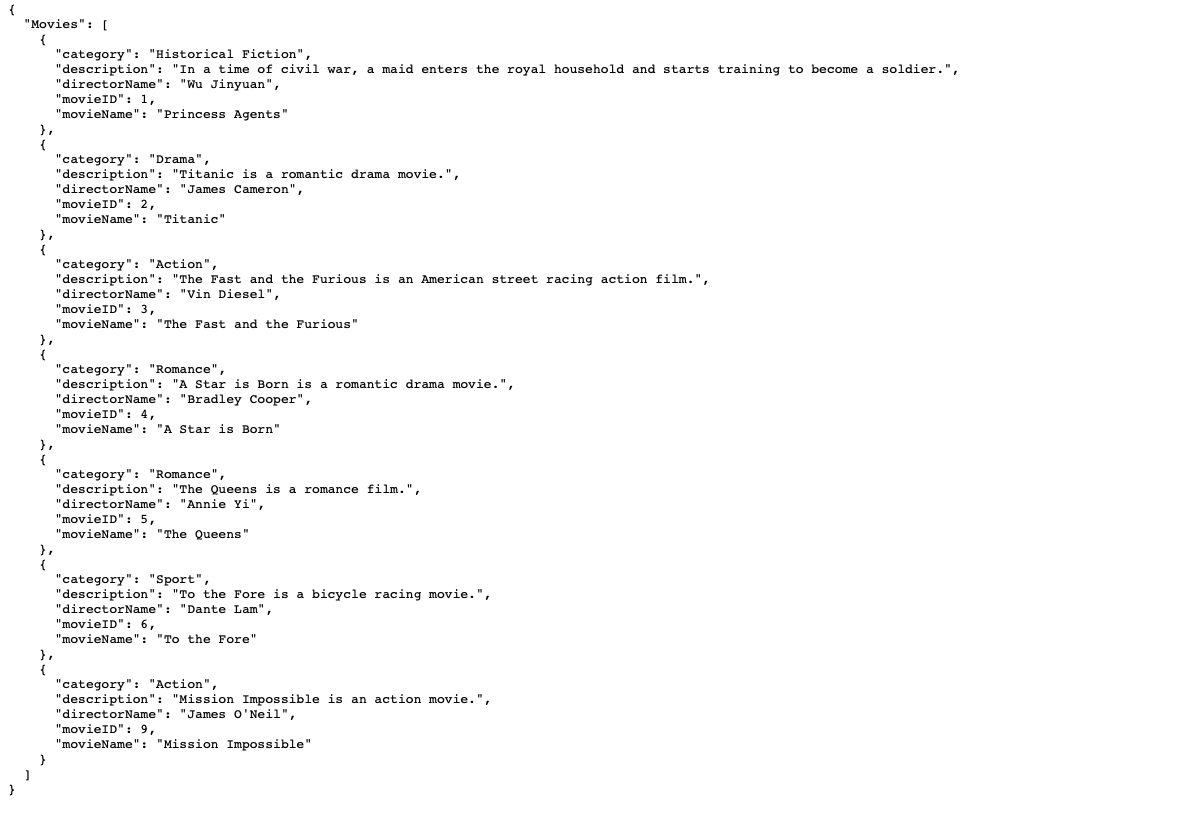 {
  "Movies": [
    {
      "category": "Historical Fiction",
      "description": "In a time of civil war, a maid enters the royal household and starts training to become a soldier.",
      "directorName": "Wu Jinyuan",
      "movieID": 1,
      "movieName": "Princess Agents"
    },
    {
      "category": "Drama",
      "description": "Titanic is a romantic drama movie.",
      "directorName": "James Cameron",
      "movieID": 2,
      "movieName": "Titanic"
    },
    {
      "category": "Action",
      "description": "The Fast and the Furious is an American street racing action film.",
      "directorName": "Vin Diesel",
      "movieID": 3,
      "movieName": "The Fast and the Furious"
    },
    {
      "category": "Romance",
      "description": "A Star is Born is a romantic drama movie.",
      "directorName": "Bradley Cooper",
      "movieID": 4,
      "movieName": "A Star is Born"
    },
    {
      "category": "Romance",
      "description": "The Queens is a romance film.",
      "directorName": "Annie Yi",
      "movieID": 5,
      "movieName": "The Queens"
    },
    {
      "category": "Sport",
      "description": "To the Fore is a bicycle racing movie.",
      "directorName": "Dante Lam",
      "movieID": 6,
      "movieName": "To the Fore"
    },
    {
      "category": "Action",
      "description": "Mission Impossible is an action movie.",
      "directorName": "James O'Neil",
      "movieID": 9,
      "movieName": "Mission Impossible"
    }
  ]
}